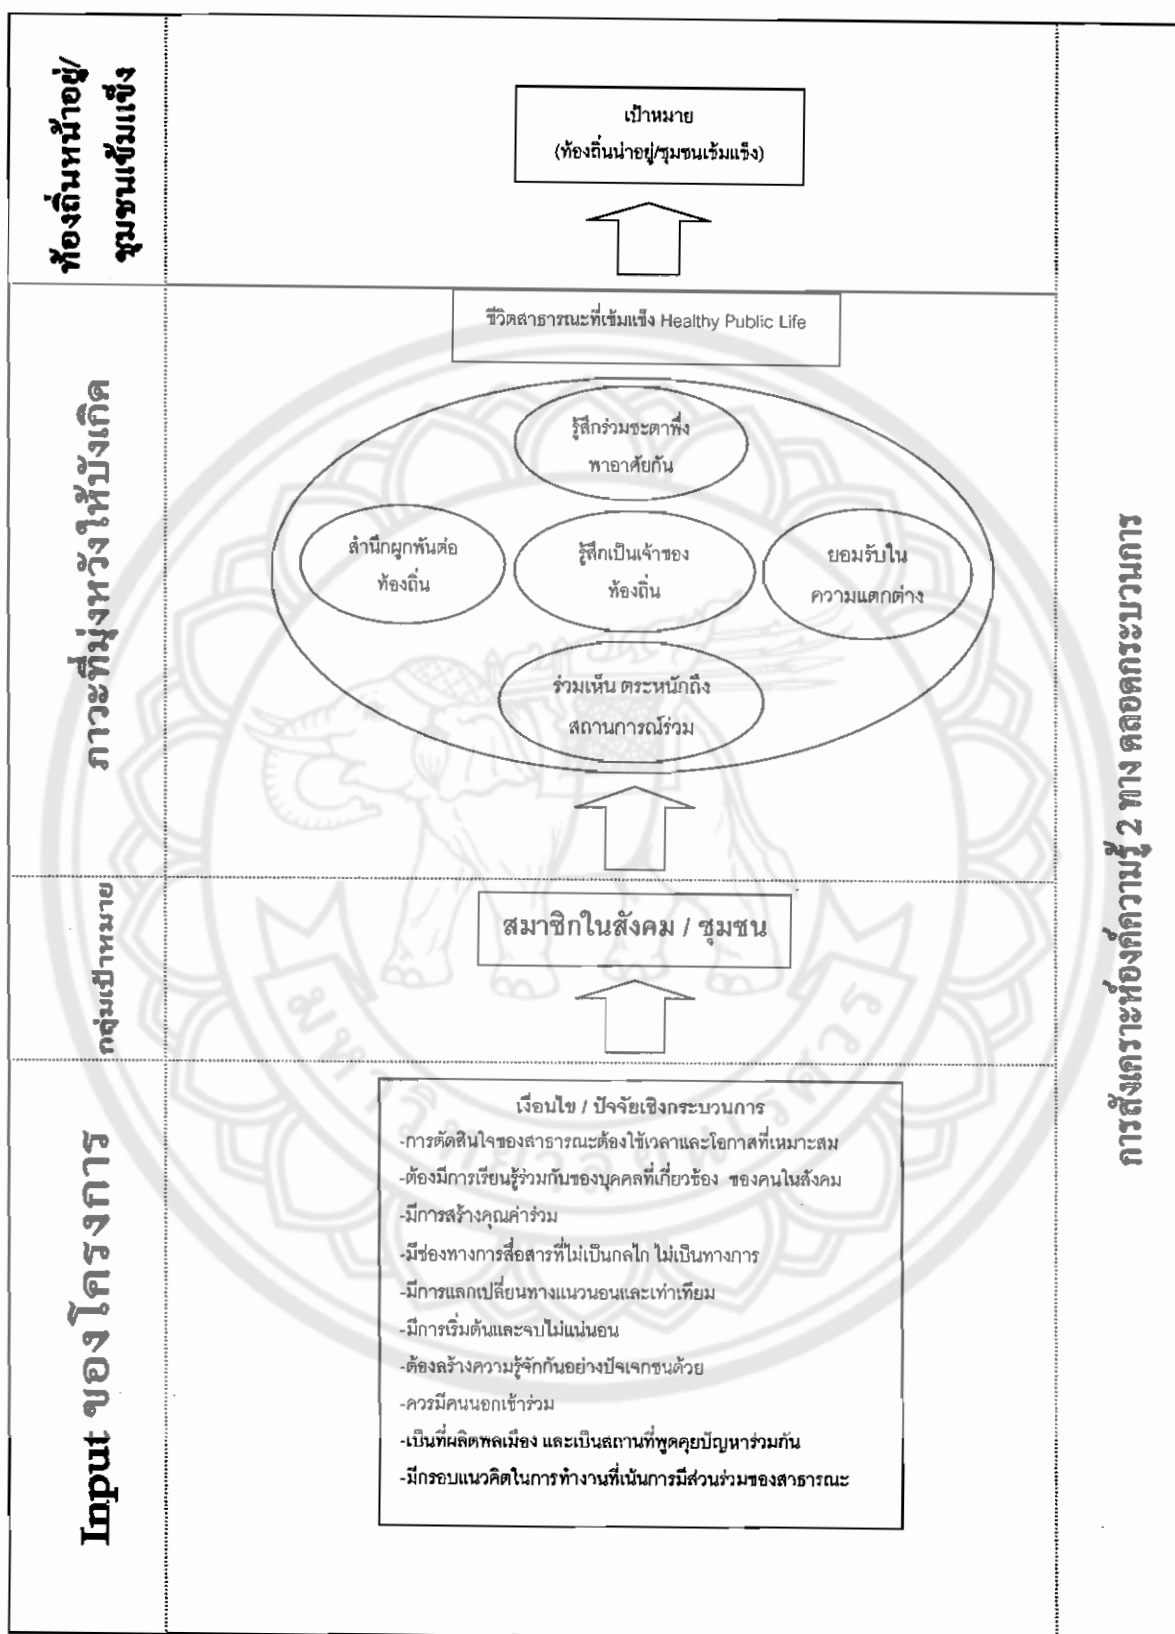 ท้องถิ่นหน้าอยู่/
ชุมชนเข้มแข็ง
เป้าหมาย
(ท้องถิ่นน่าอยู่/ชุมชนเข้มแข็ง)
ภาวะที่มุ่งหวังให้บังเกิด
ชีวิตสาธารณะที่เข้มแข็ง Healthy Public Life
รู้สึกร่วมชะตาพึ่ง
พาอาศัยกัน
สำนึกผูกพันต่อ
ท้องถิ่น
รู้สึกเป็นเจ้าของ
ท้องถิ่น
ยอมรับใน
ความแตกต่าง
ร่วมเห็น ตระหนักถึง
สถานการณ์ร่วม
กลุ่มเป้าหมาย
สมาชิกในสังคม / ชุมชน
Input ของโครงการ
เงื่อนไข / ปัจจัยเชิงกระบวนการ
-การตัดสินใจของสาธารณะต้องใช้เวลาและโอกาสที่เหมาะสม
-ต้องมีการเรียนรู้ร่วมกันของบุคคลที่เกี่ยวข้อง ของคนในสังคม
-มีการสร้างคุณค่าร่วม
-มีช่องทางการสื่อสารที่ไม่เป็นกลไก ไม่เป็นทางการ
-มีการแลกเปลี่ยนทางแนวนอนและเท่าเทียม
-มีการเริ่มต้นและจบไม่แน่นอน
-ต้องสร้างความรู้จักกันอย่างปัจเจกชนด้วย
-ควรมีคนนอกเข้าร่วม
-เป็นที่ผลิตพลเมือง และเป็นสถานที่พูดคุยปัญหาร่วมกัน
-มีกรอบแนวคิดในการทำงานที่เน้นการมีส่วนร่วมของสาธารณะ
การสังเคราะห์องค์ความรู้ 2 ทาง ตลอดกระบวนการ
มหาวิทยาลัยนเรศวร